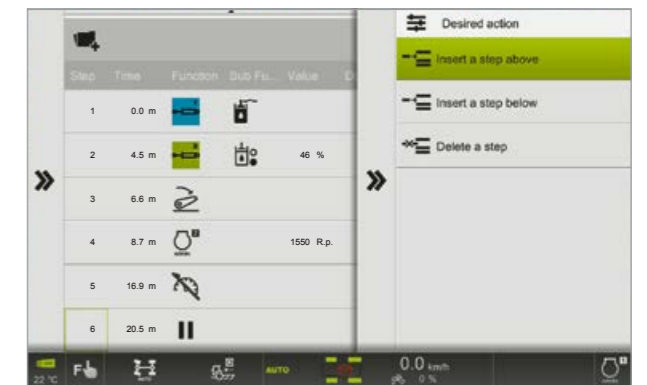 Desired action
Step Time Function Sub Fu... Value D
Insert a step above
1 0.0 m
Insert a step below
2 4.5 m 46 %
Delete a step
3 6.6 m
4 8.7 m 1550 R.p.
5 16.9 m
6 20.5 m
22 °C F AUTO AUTO 0.0 km/h
0 %